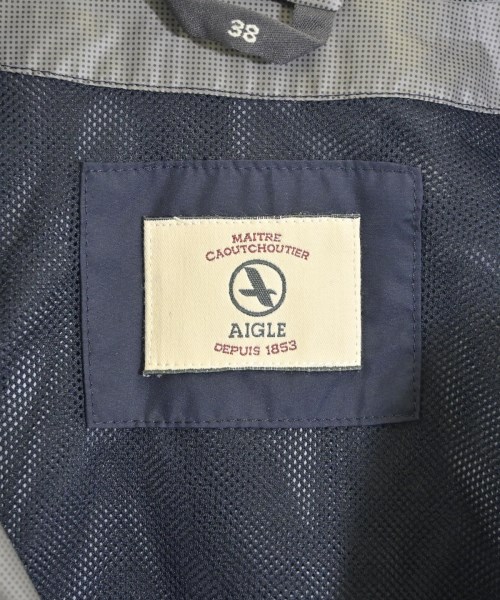 38
MAITRE
CAOUTCHOUTIER
AIGLE
DEPUIS 1853